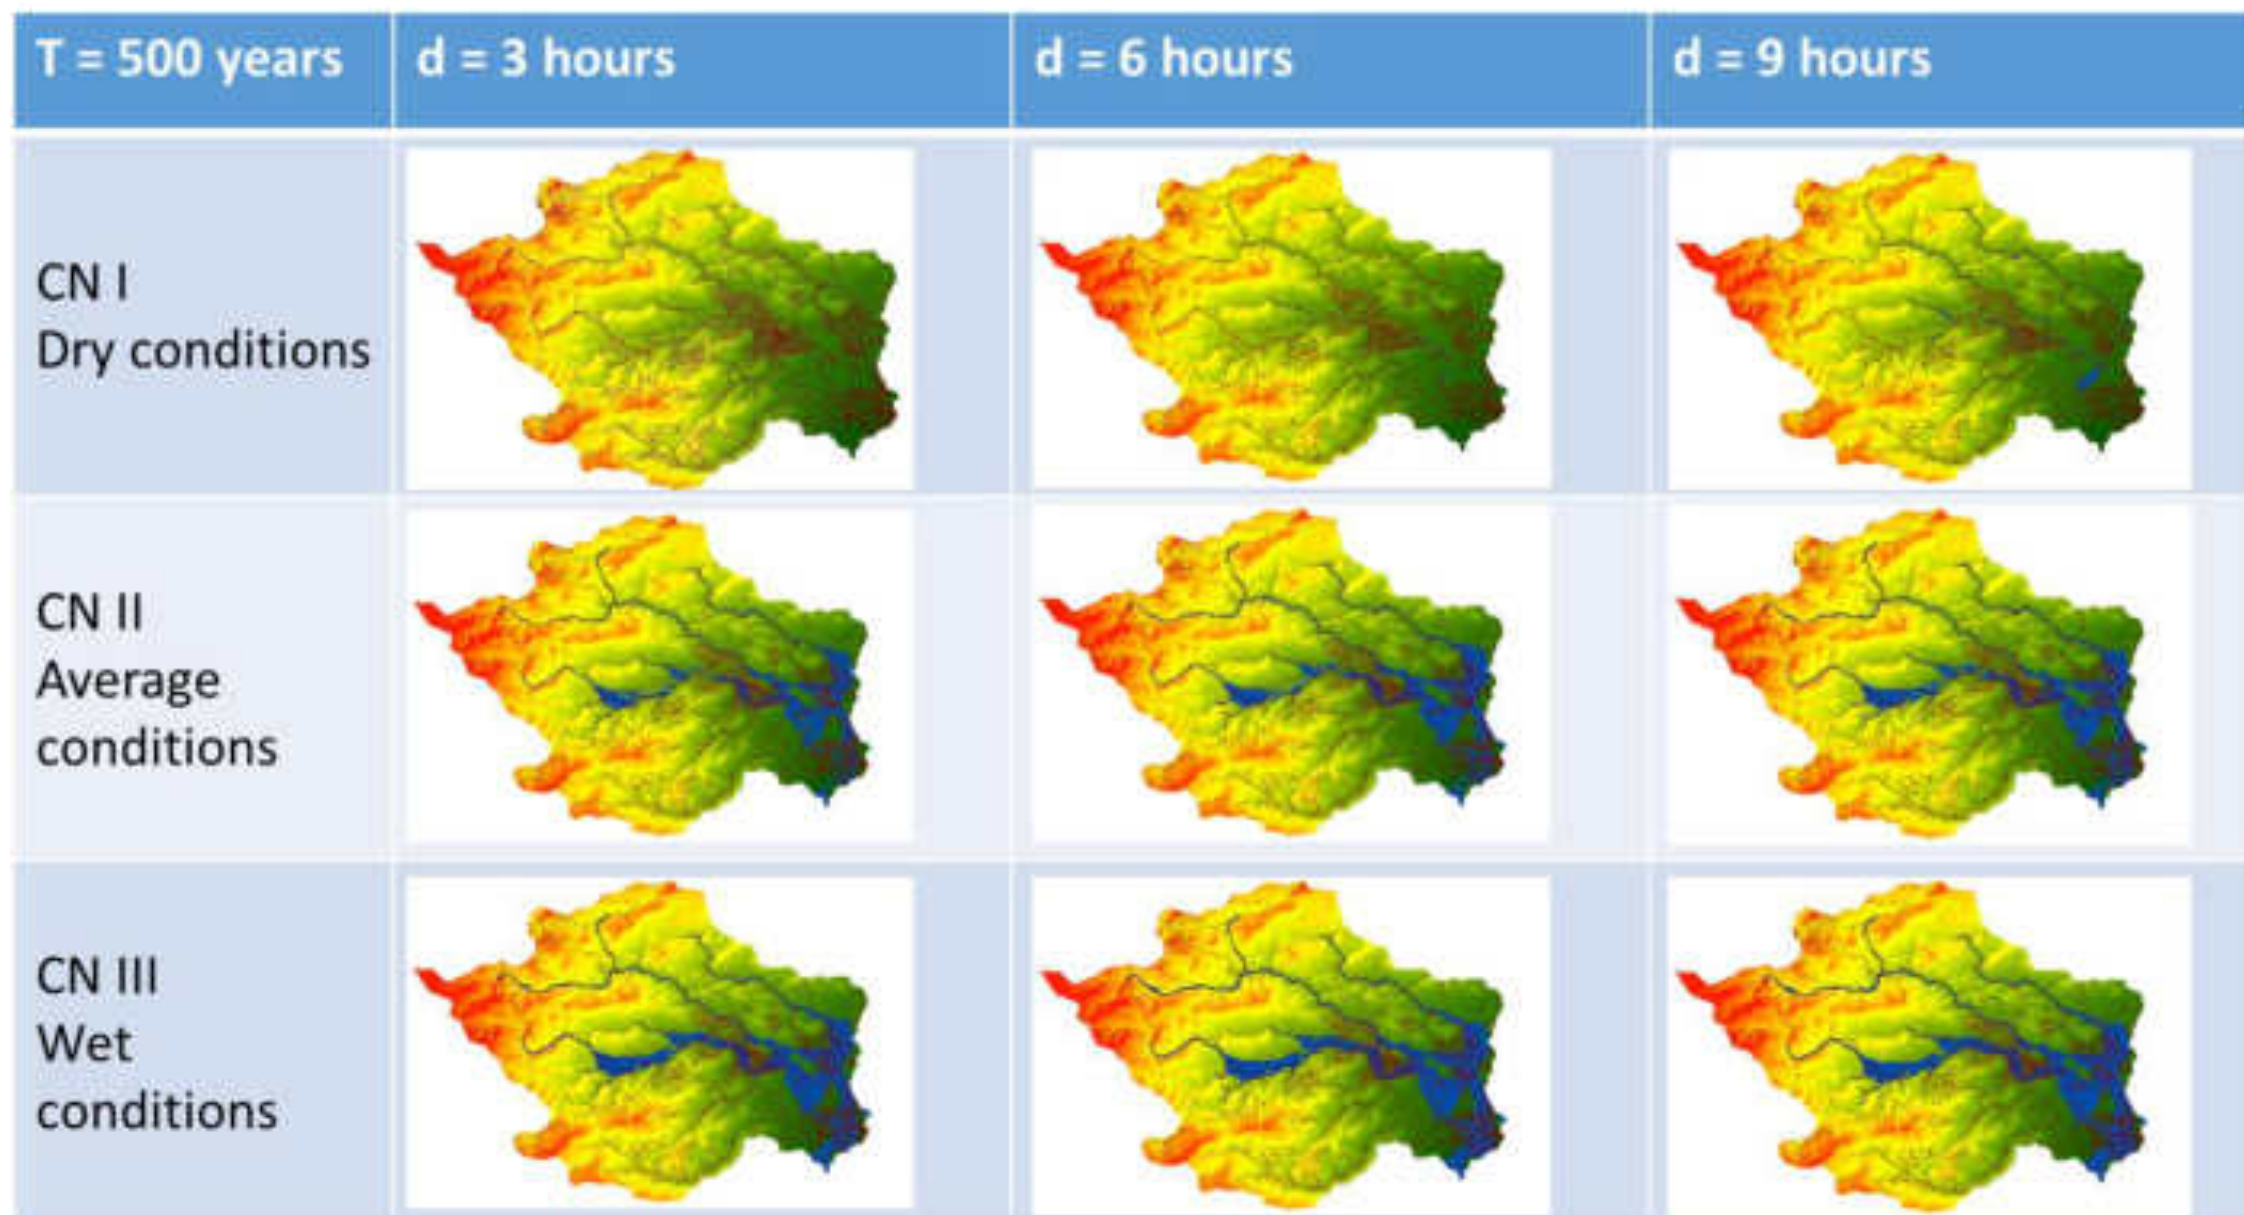 T = 500 years
d = 3 hours
d = 6 hours
d = 9 hours
CN I
Dry conditions
CN II
Average
conditions
CN III
Wet
conditions